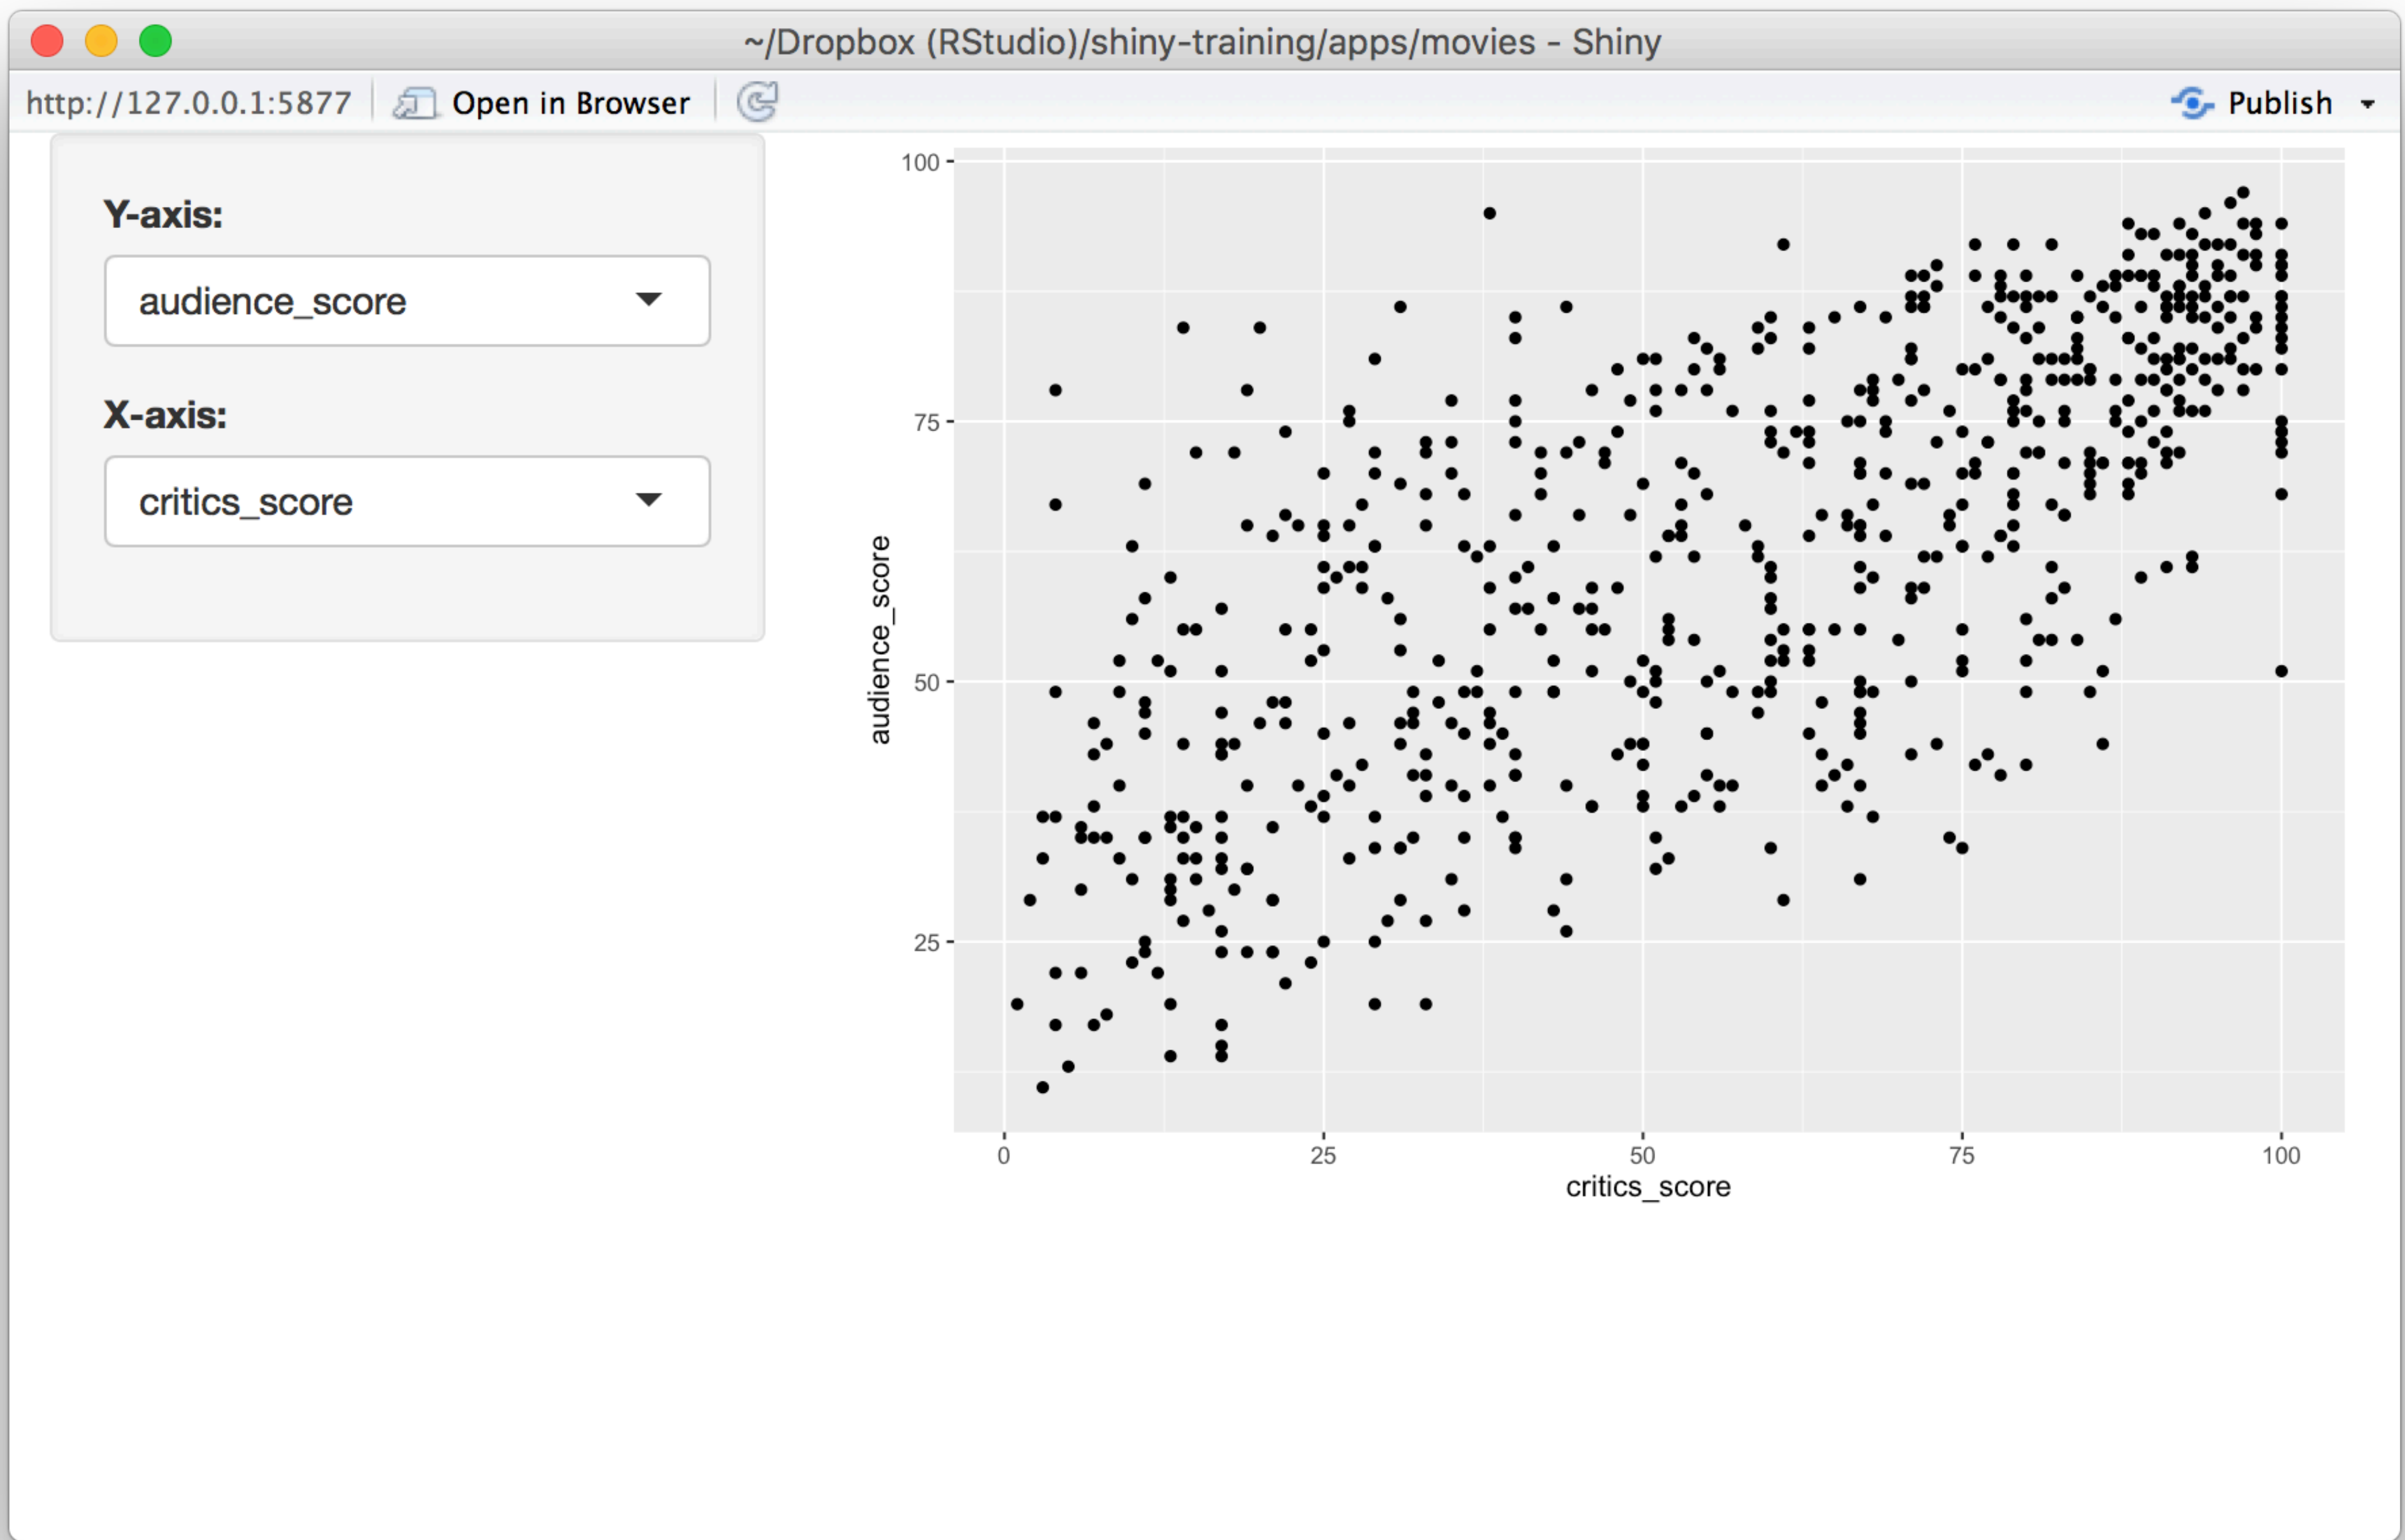 ~/Dropbox (RStudio)/shiny-training/apps/movies - Shiny
http://127.0.0.1:5877 Open in Browser Publish
Y-axis:
audience_score
X-axis:
critics_score
audience_score
100
75
50
25
0 25 50 75 100
critics_score